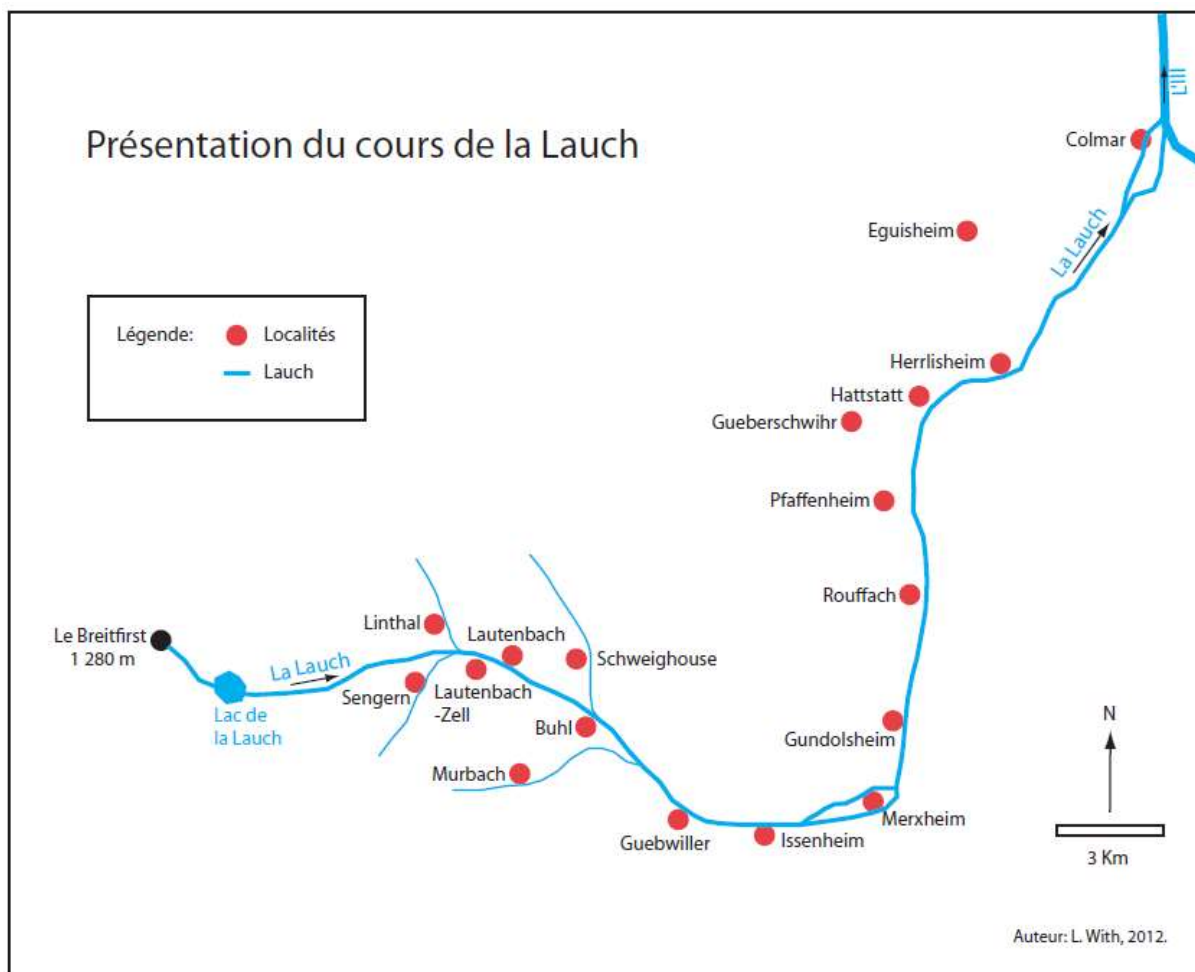 Présentation du cours de la Lauch
L'Ill
Colmar
Eguisheim
La Lauch
Légende:
Localités
Lauch
Herrlisheim
Hattstatt
Gueberschwihr
Pfaffenheim
Rouffach
Le Breitfirst
1 280 m
Linthal
Lautenbach
Schweighouse
La Lauch
Sengern
Lautenbach
-Zell
Lac de
la Lauch
Buhl
Gundolsheim
N
Murbach
Merxheim
Guebwiller
Issenheim
3 Km
Auteur: L. With, 2012.